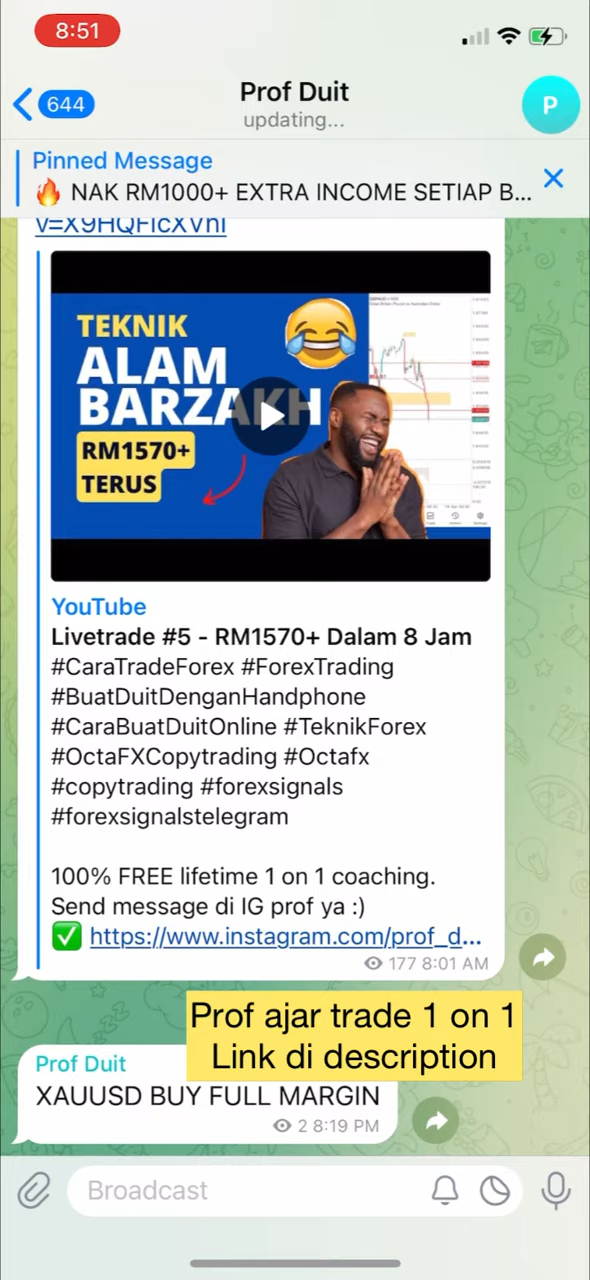 8:51
644
Prof Duit
updating...
P
Pinned Message
🔥 NAK RM1000+ EXTRA INCOME SETIAP B...
v=X9HQFicXVhI
TEKNIK
ALAM
BARZAKH
RM1570+
TERUS
YouTube
Livetrade #5 - RM1570+ Dalam 8 Jam
#CaraTradeForex #ForexTrading
#BuatDuitDenganHandphone
#CaraBuatDuitOnline #TeknikForex
#OctaFXCopytrading #Octafx
#copytrading #forexsignals
#forexsignalstelegram
100% FREE lifetime 1 on 1 coaching.
Send message di IG prof ya :)
✅ https://www.instagram.com/prof_d...
177 8:01 AM
Prof ajar trade 1 on 1
Link di description
Prof Duit
XAUUSD BUY FULL MARGIN
2 8:19 PM
Broadcast